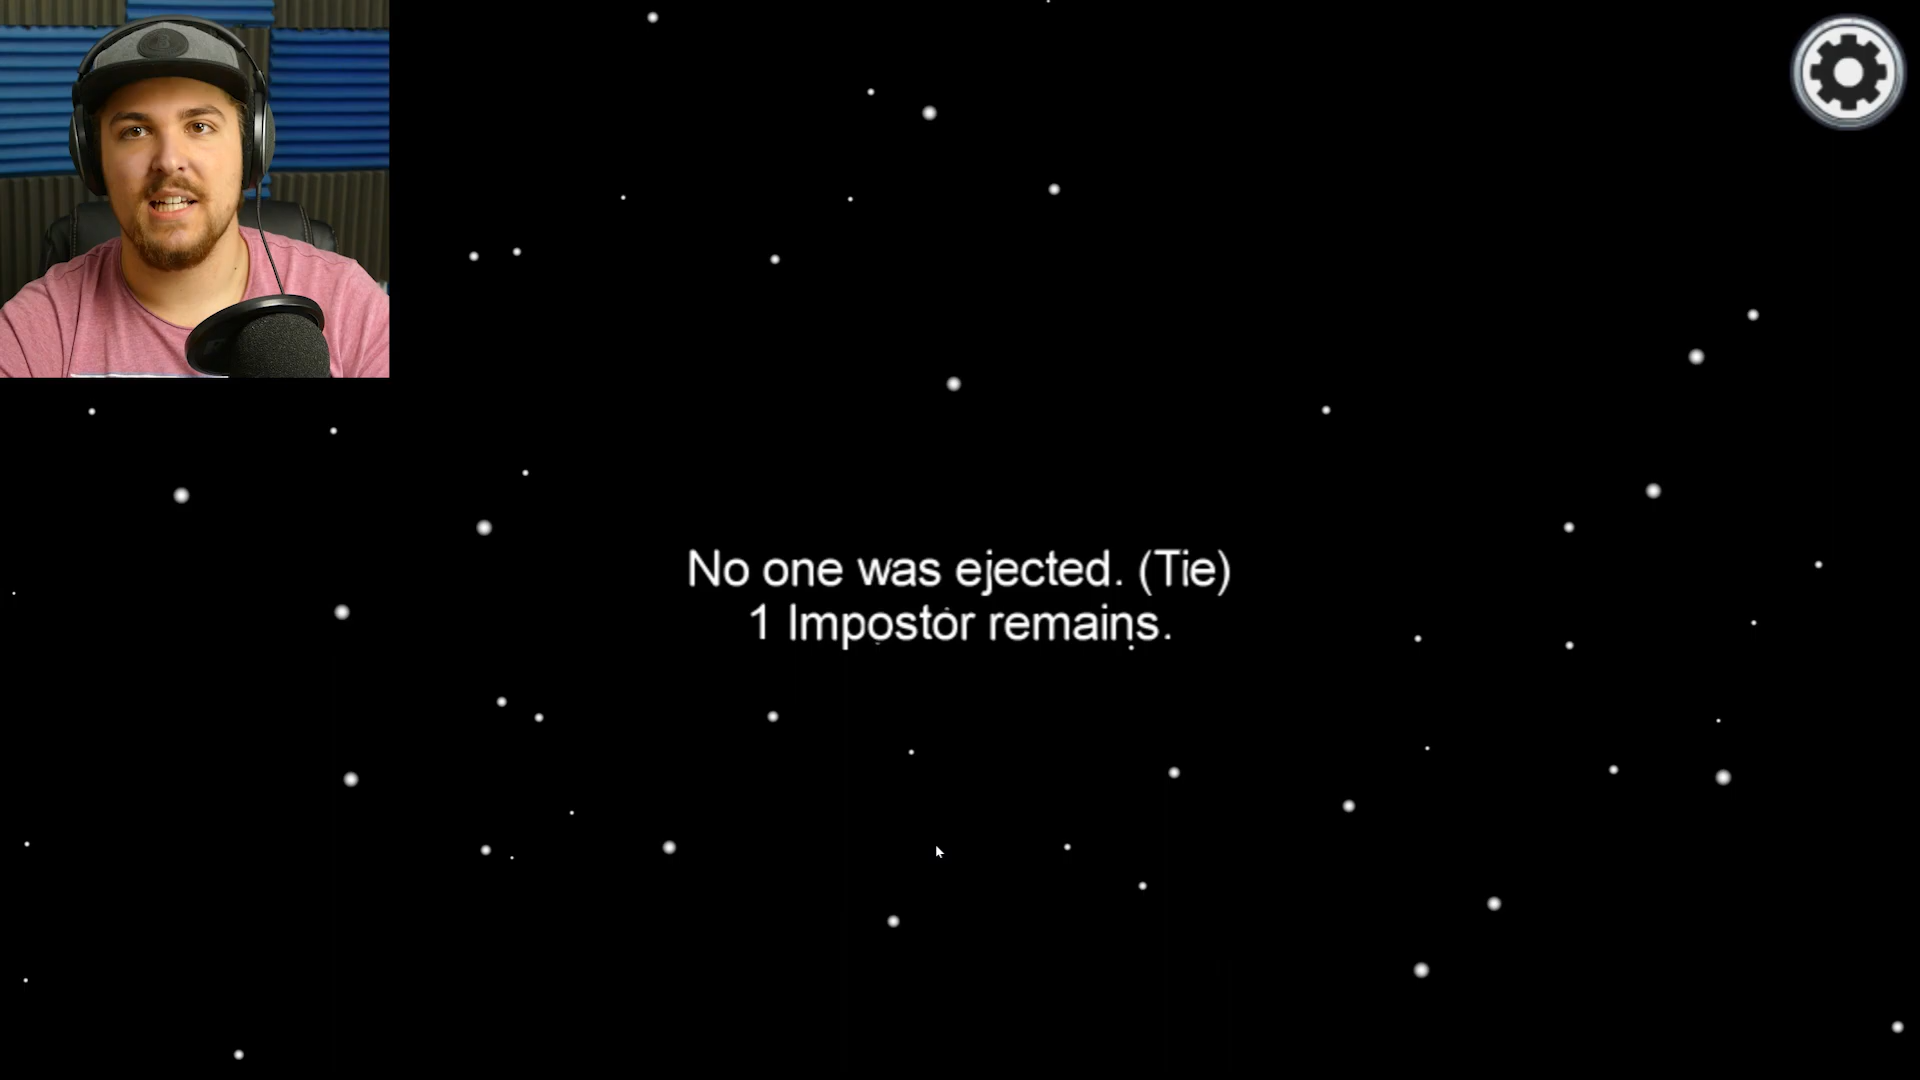 No one was ejected. (Tie)
1 Impostor remains.